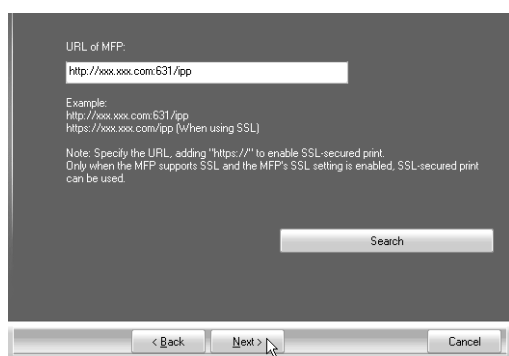 URL of MFP:
http://xxx.xxx.com:631/ipp
Example:
http://xxx.xxx.com:631/ipp
https://xxx.xxx.com/ipp (When using SSL)
Note: Specify the URL, adding "https://" to enable SSL-secured print.
Only when the MFP supports SSL and the MFP's SSL setting is enabled, SSL-secured print
can be used.
Search
< Back
Next >
Cancel